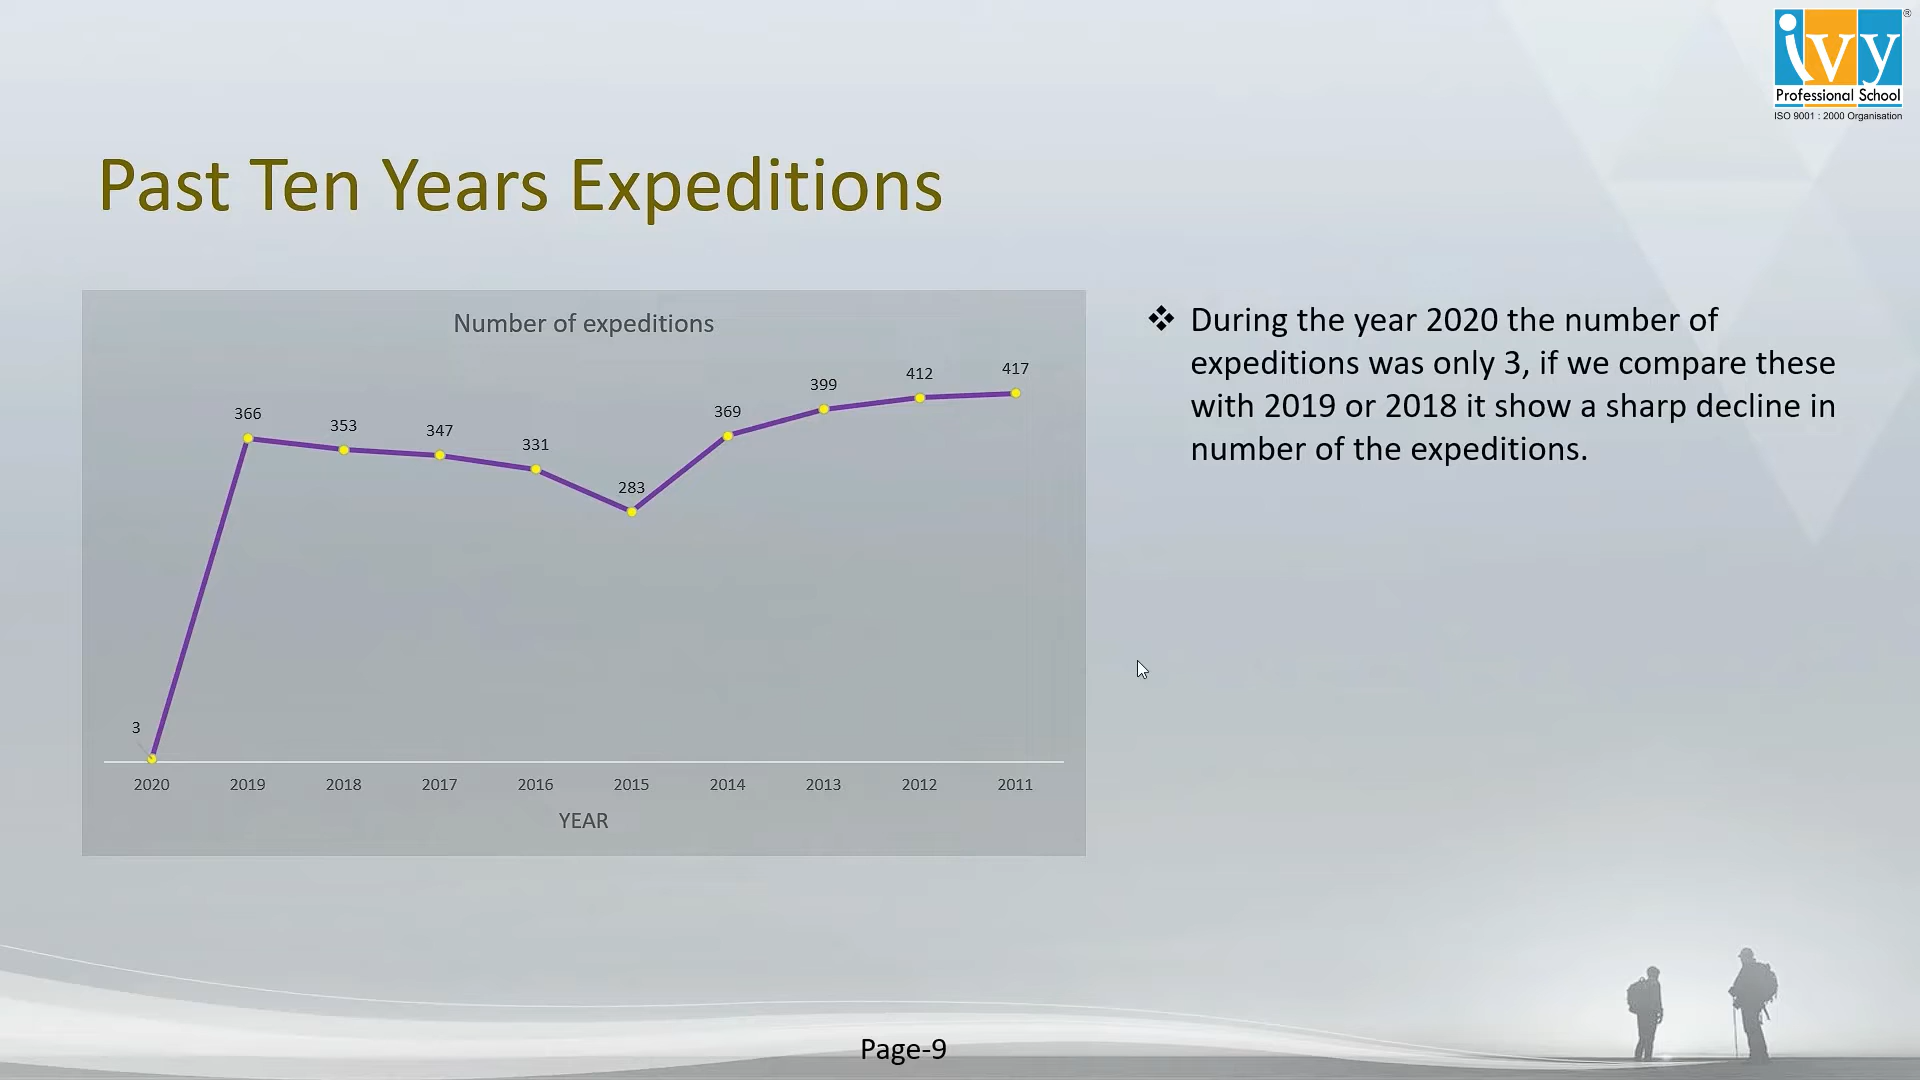 ivy
®
Professional School
ISO 9001 : 2000 Organisation
Past Ten Years Expeditions
Number of expeditions
3
366
353
347
331
283
369
399
412
417
2020 2019 2018 2017 2016 2015 2014 2013 2012 2011
YEAR
❖ During the year 2020 the number of
expeditions was only 3, if we compare these
with 2019 or 2018 it show a sharp decline in
number of the expeditions.
Page-9